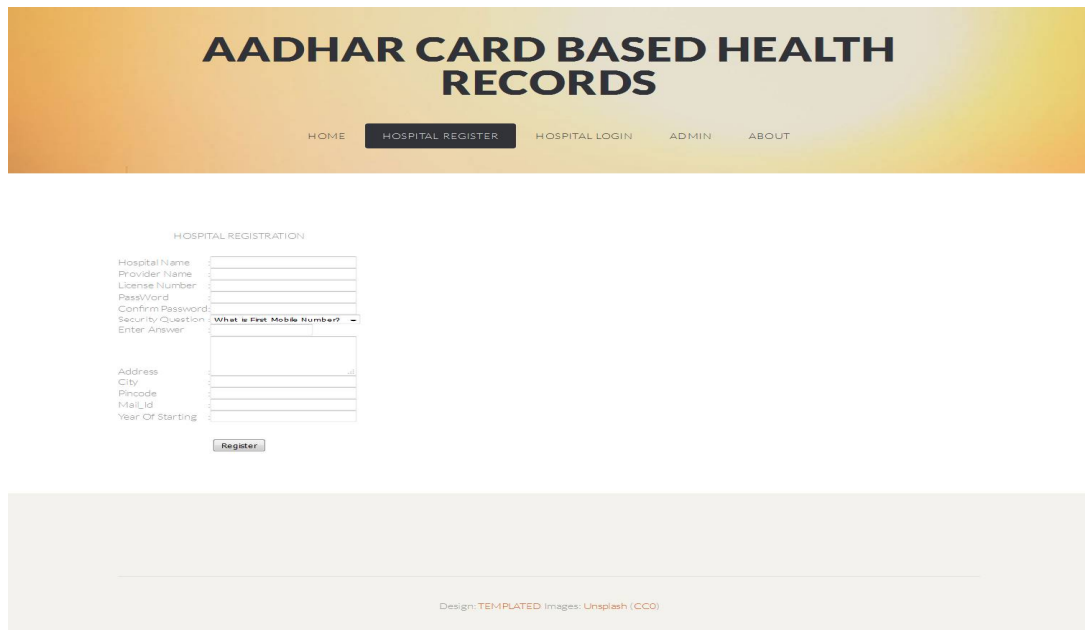 AADHAR CARD BASED HEALTH
RECORDS
HOME HOSPITAL REGISTER HOSPITAL LOGIN ADMIN ABOUT
HOSPITAL REGISTRATION
Hospital Name :
Provider Name :
License Number :
PassWord :
Confirm Password:
Security Question : What is First Mobile Number?
Enter Answer :
Address :
City :
Pincode :
Mail_Id :
Year Of Starting :
Register
Design: TEMPLATED Images: Unsplash (CC0)